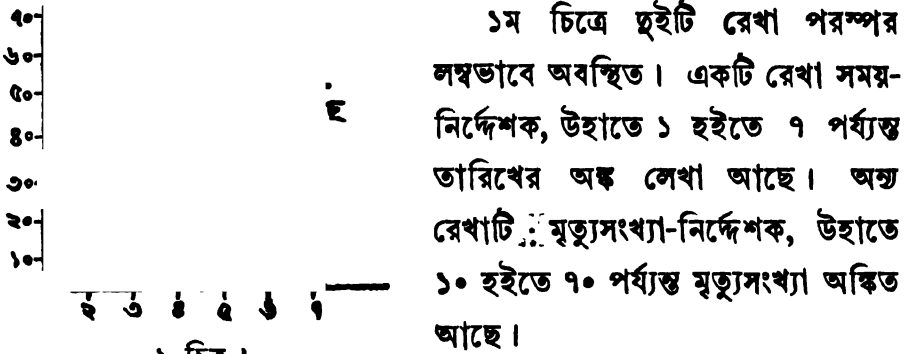 ৭০
৬০
৫০
ছ
৪০
৩০
২০
১০
২ ৩ ৪ ৫ ৬ ৭
১ম চিত্রে দুইটি রেখা পরস্পর
লম্বভাবে অবস্থিত। একটি রেখা সময়-
নির্দ্দেশক, উহাতে ১ হইতে ৭ পর্য্যন্ত
তারিখের অঙ্ক লেখা আছে। অন্য
রেখাটি মৃত্যুসংখ্যা-নির্দ্দেশক, উহাতে
১০ হইতে ৭০ পর্য্যন্ত মৃত্যুসংখ্যা অঙ্কিত
আছে।